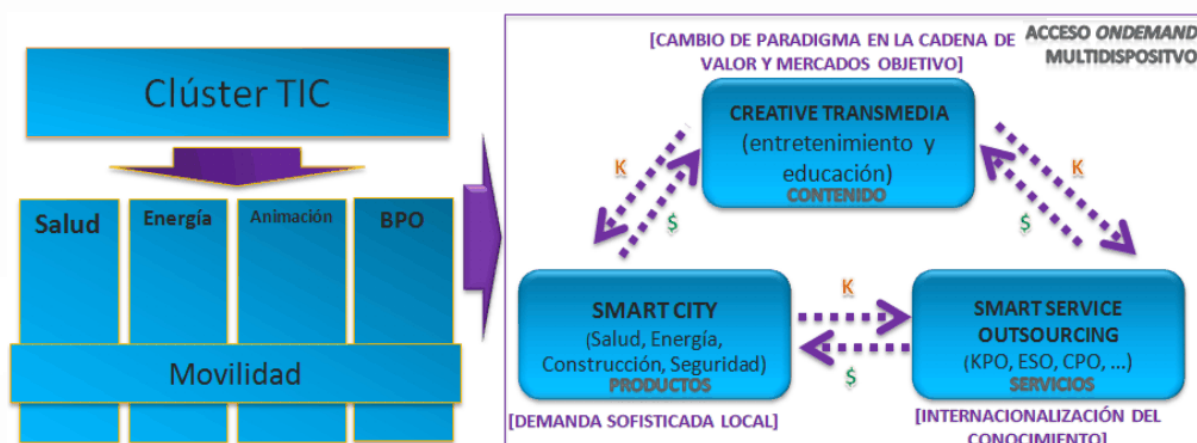 Clúster TIC
Salud
Energía
Animación
BPO
Movilidad
[CAMBIO DE PARADIGMA EN LA CADENA DE
VALOR Y MERCADOS OBJETIVO]
ACCESO ONDEMAND
MULTIDISPOSITVO
CREATIVE TRANSMEDIA
(entretenimiento y
educación)
CONTENIDO
K
$
K
$
SMART CITY
(Salud, Energía,
Construcción, Seguridad)
PRODUCTOS
K
$
SMART SERVICE
OUTSOURCING
(KPO, ESO, CPO, ...)
SERVICIOS
[DEMANDA SOFISTICADA LOCAL]
[INTERNACIONALIZACIÓN DEL
CONOCIMIENTO]